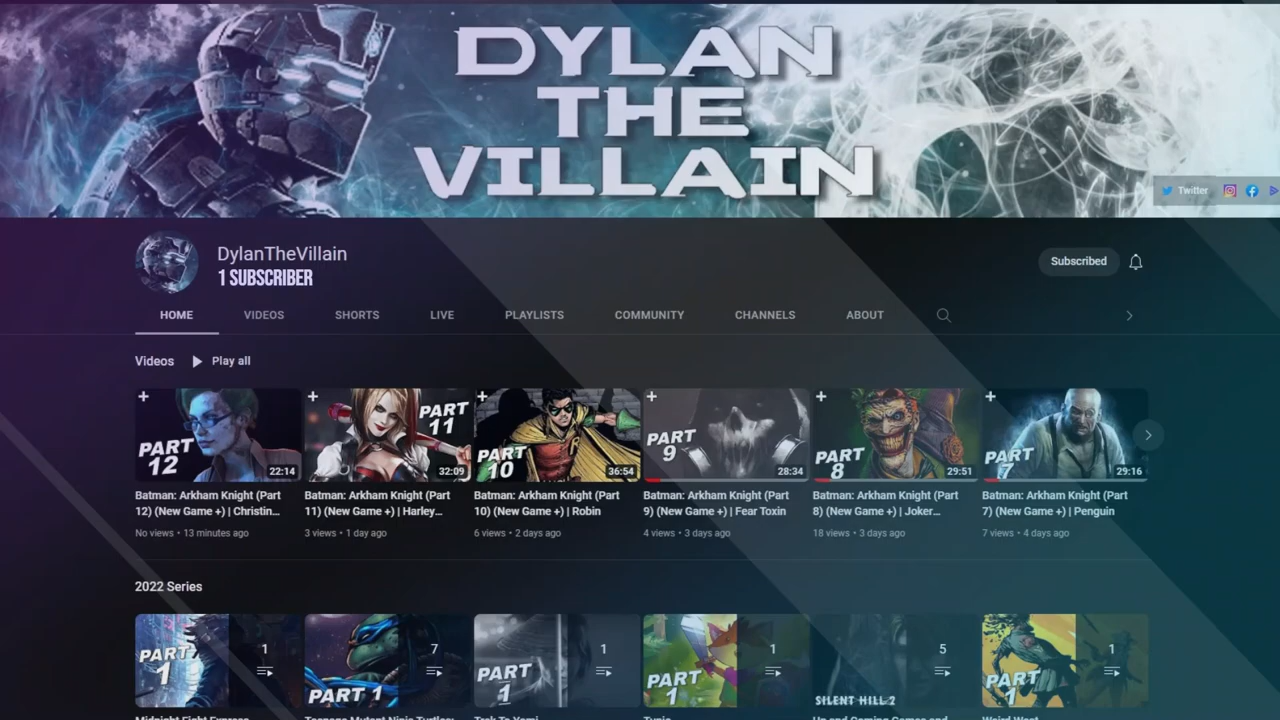 DYLAN
THE
VILLAIN
Twitter
DylanTheVillain
1 SUBSCRIBER
Subscribed
HOME VIDEOS SHORTS LIVE PLAYLISTS COMMUNITY CHANNELS ABOUT
Videos Play all
PART 12 22:14
PART 11 32:09
PART 10 36:54
PART 9 28:34
PART 8 29:51
PART 7 29:16
Batman: Arkham Knight (Part
12) (New Game +) | Christin...
No views • 13 minutes ago
Batman: Arkham Knight (Part
11) (New Game +) | Harley...
3 views • 1 day ago
Batman: Arkham Knight (Part
10) (New Game +) | Robin
6 views • 2 days ago
Batman: Arkham Knight (Part
9) (New Game +) | Fear Toxin
4 views • 3 days ago
Batman: Arkham Knight (Part
8) (New Game +) | Joker...
18 views • 3 days ago
Batman: Arkham Knight (Part
7) (New Game +) | Penguin
7 views • 4 days ago
2022 Series
PART 1 1
PART 1 7
PART 1 1
PART 1 1
SILENT HILL 2 5
PART 1 1